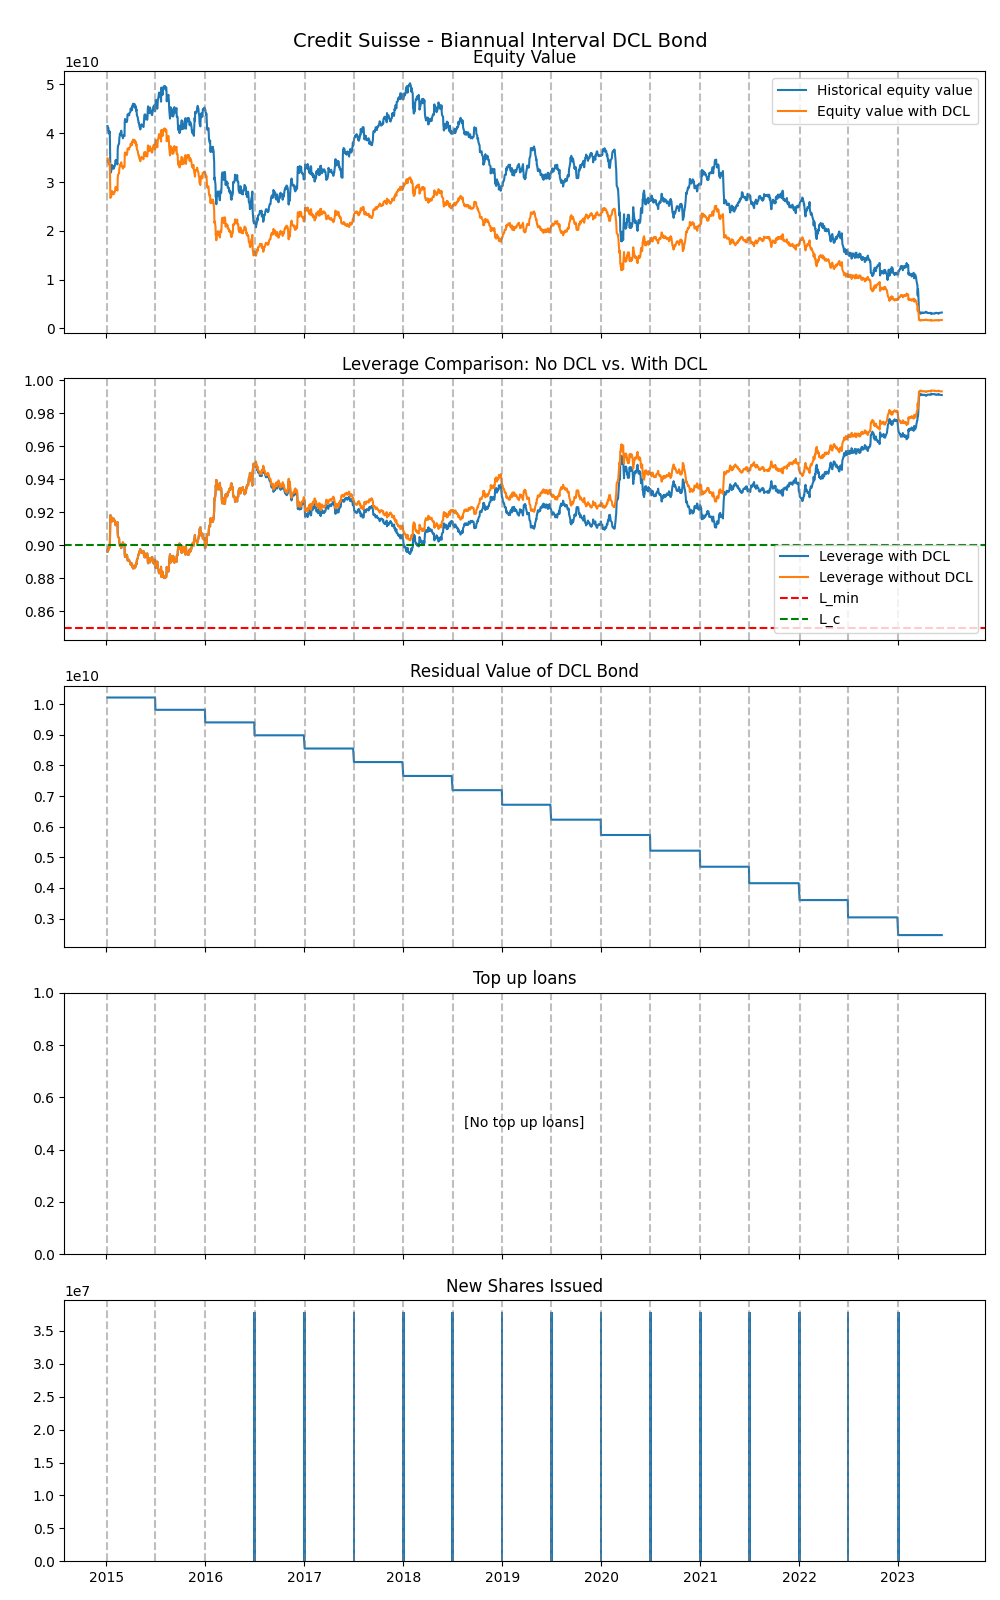 Credit Suisse - Biannual Interval DCL Bond
Equity Value
1e10
5
4
3
2
1
0
Historical equity value
Equity value with DCL
Leverage Comparison: No DCL vs. With DCL
1.00
0.98
0.96
0.94
0.92
0.90
0.88
0.86
Leverage with DCL
Leverage without DCL
L_min
L_c
Residual Value of DCL Bond
1e10
1.0
0.9
0.8
0.7
0.6
0.5
0.4
0.3
Top up loans
1.0
0.8
0.6
0.4
0.2
0.0
[No top up loans]
New Shares Issued
1e7
3.5
3.0
2.5
2.0
1.5
1.0
0.5
0.0
2015 2016 2017 2018 2019 2020 2021 2022 2023